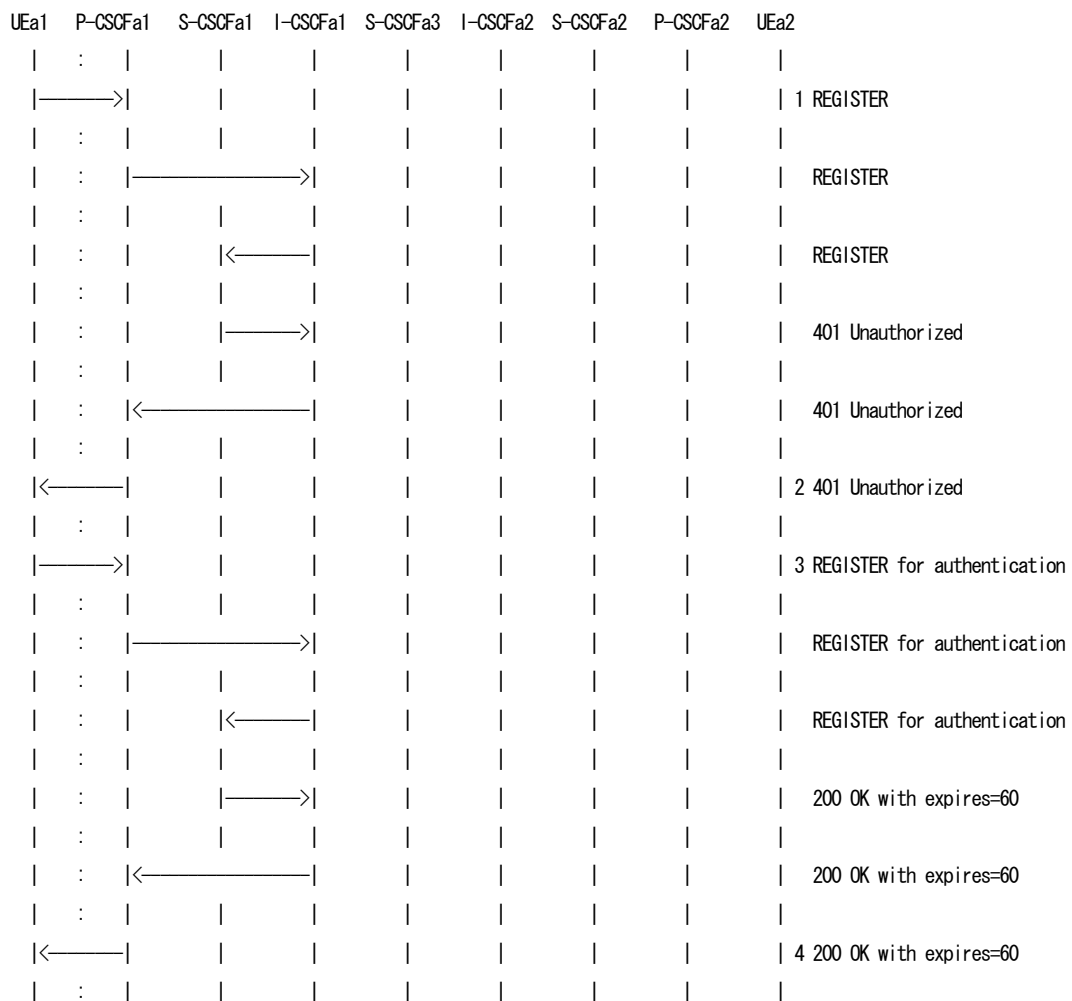 UEa1 P-CSCFa1 S-CSCFa1 I-CSCFa1 S-CSCFa3 I-CSCFa2 S-CSCFa2 P-CSCFa2 UEa2
1 REGISTER
REGISTER
REGISTER
401 Unauthorized
401 Unauthorized
2 401 Unauthorized
3 REGISTER for authentication
REGISTER for authentication
REGISTER for authentication
200 OK with expires=60
200 OK with expires=60
4 200 OK with expires=60